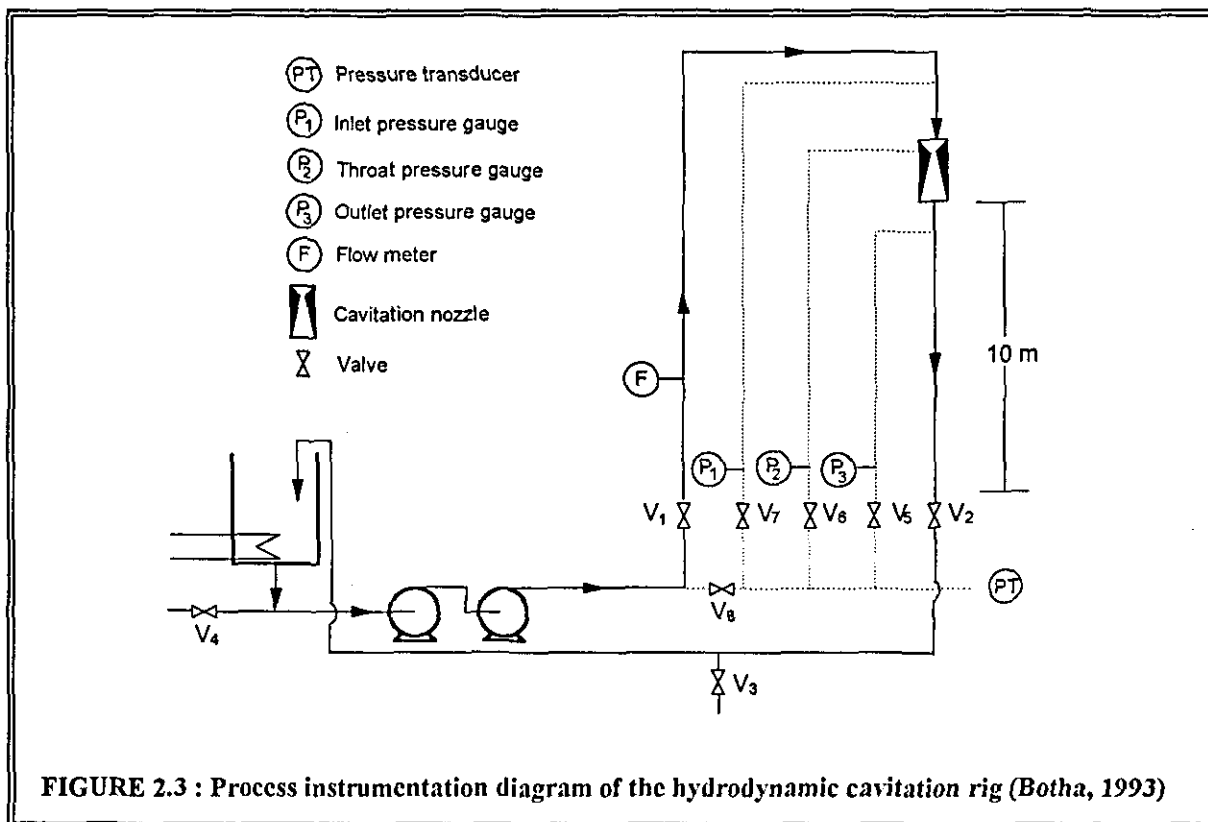 PT Pressure transducer
P1 Inlet pressure gauge
P2 Throat pressure gauge
P3 Outlet pressure gauge
F Flow meter
Cavitation nozzle
Valve
10 m
F
P1
P2
P3
V1
V7
V6
V5
V2
V8
PT
V4
V3
FIGURE 2.3 : Process instrumentation diagram of the hydrodynamic cavitation rig (Botha, 1993)